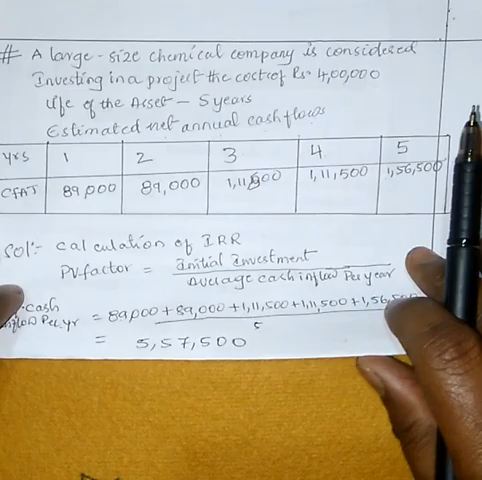 # A large-size chemical company is considered
Investing in a project the cost of Rs 4,00,000
Life of the Asset - 5 years
Estimated net annual cashflows
yrs 1 2 3 4 5
CFAT 89,000 89,000 1,11,500 1,11,500 1,56,500
Sol:- calculation of IRR
PV factor = Initial Investment
Average cash inflow Per year
cash
inflow Per yr = 89,000 + 89,000 + 1,11,500 + 1,11,500 + 1,56,500
5
= 5,57,500